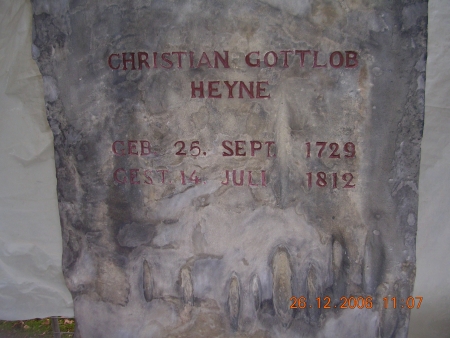 CHRISTIAN GOTTLOB
HEYNE
GEB. 25. SEPT. 1729
GEST. 14. JULI 1812
26.12.2006 11:07